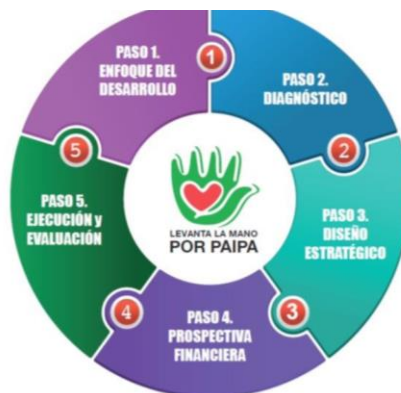 PASO 1.
ENFOQUE DEL
DESARROLLO
1
PASO 2.
DIAGNÓSTICO
2
PASO 3.
DISEÑO
ESTRATÉGICO
3
PASO 4.
PROSPECTIVA
FINANCIERA
4
PASO 5.
EJECUCIÓN y
EVALUACIÓN
5
LEVANTA LA MANO
POR PAIPA